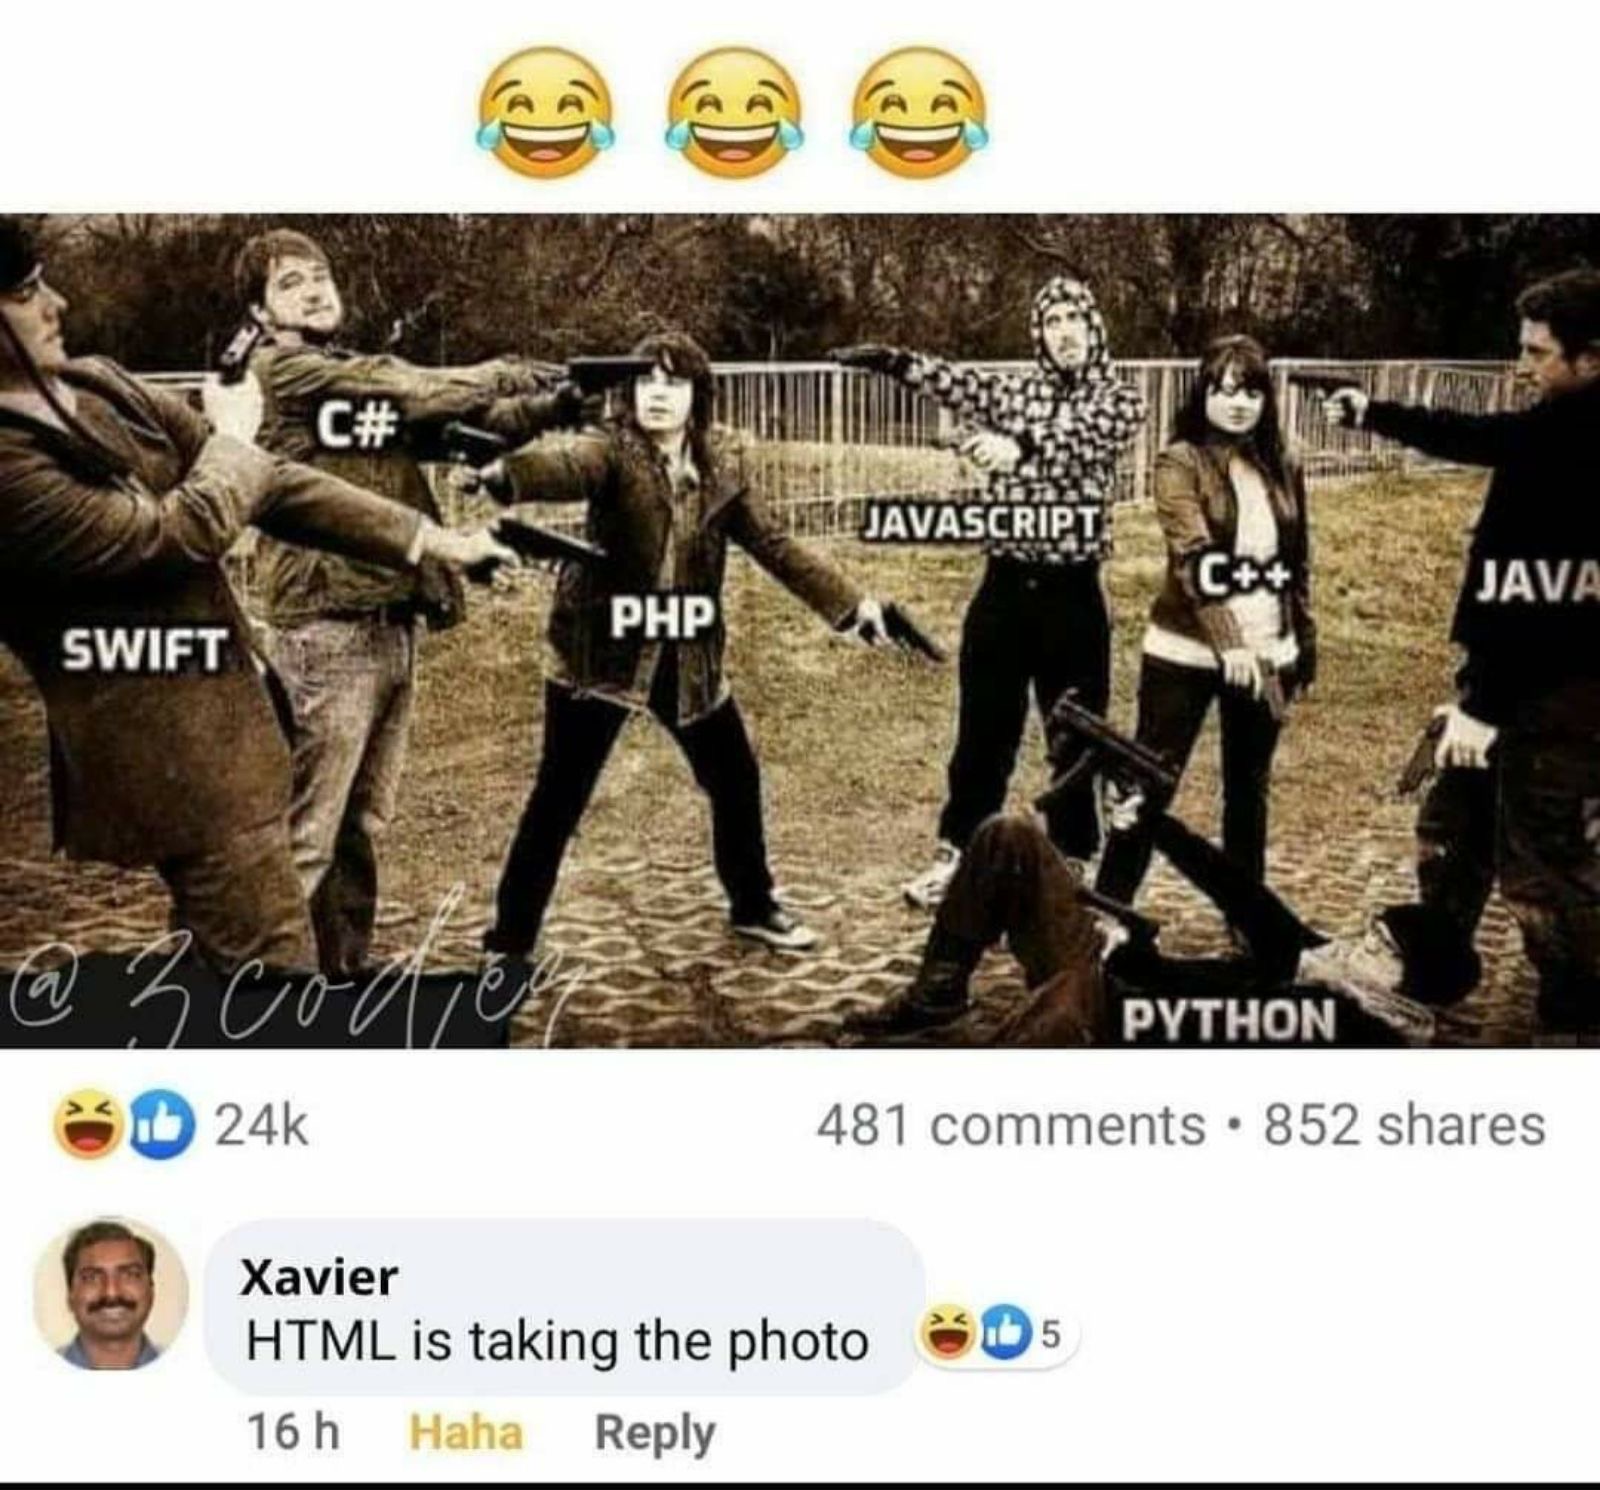 😂 😂 😂
C#
JAVASCRIPT
C++
JAVA
PHP
SWIFT
PYTHON
@ 3codjer
24k
481 comments • 852 shares
Xavier
HTML is taking the photo
5
16 h Haha Reply